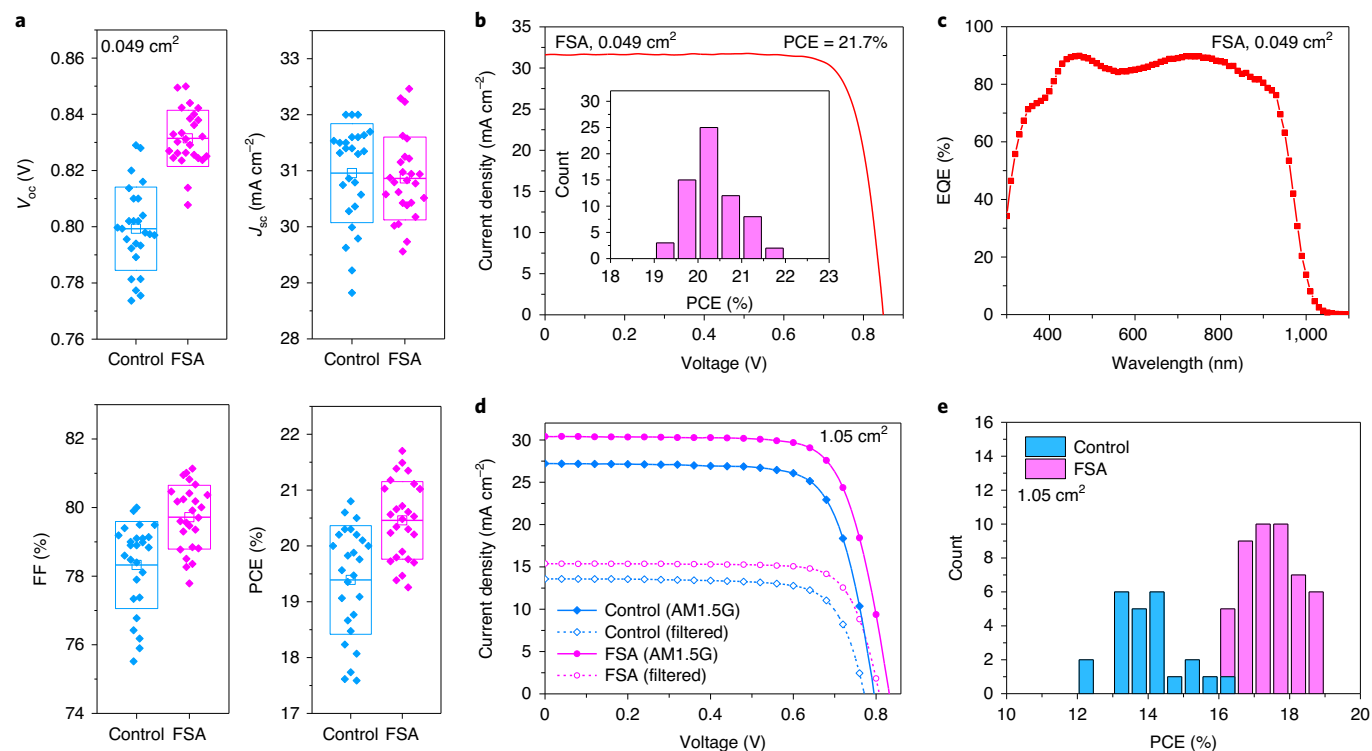 a
0.049 cm²
0.86
0.84
0.82
0.80
0.78
0.76
V_oc (V)
Control FSA
33
32
31
30
29
28
J_sc (mA cm⁻²)
Control FSA
82
80
78
76
74
FF (%)
Control FSA
22
21
20
19
18
17
PCE (%)
Control FSA
b
FSA, 0.049 cm²
PCE = 21.7%
35
30
25
20
15
10
5
0
Current density (mA cm⁻²)
0 0.2 0.4 0.6 0.8
Voltage (V)
30
25
20
15
10
5
0
Count
18 19 20 21 22 23
PCE (%)
c
FSA, 0.049 cm²
100
80
60
40
20
0
EQE (%)
400 600 800 1,000
Wavelength (nm)
d
1.05 cm²
30
25
20
15
10
5
0
Current density (mA cm⁻²)
Control (AM1.5G)
Control (filtered)
FSA (AM1.5G)
FSA (filtered)
0 0.2 0.4 0.6 0.8
Voltage (V)
e
16
14
12
10
8
6
4
2
0
Count
Control
FSA
1.05 cm²
10 12 14 16 18 20
PCE (%)